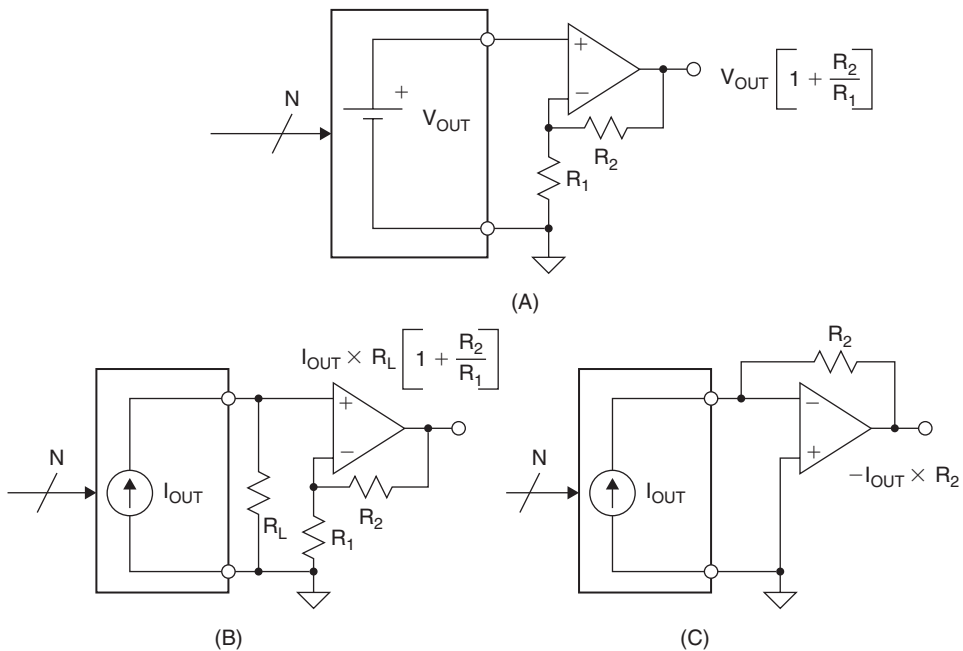 N
+
V_OUT
+
−
R_2
R_1
V_OUT [1 + R_2/R_1]
(A)
N
I_OUT
R_L
I_OUT × R_L [1 + R_2/R_1]
+
−
R_2
R_1
(B)
N
I_OUT
R_2
−
+
−I_OUT × R_2
(C)